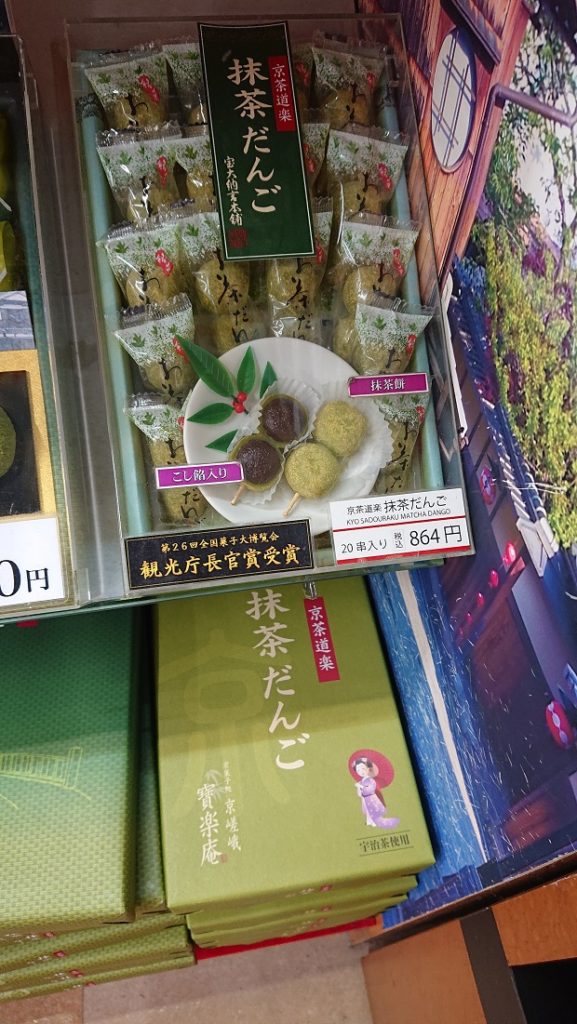 京茶道楽
抹茶だんご
宝大納言本舗
抹茶餅
こし餡入り
京茶道楽 抹茶だんご
KYO SADOURAKU MATCHA DANGO
20串入り 税込 864円
第26回全国菓子大博覧会
観光庁長官賞受賞
0円
京茶道楽
抹茶だんご
京嵯峨
寶楽庵
宇治茶使用